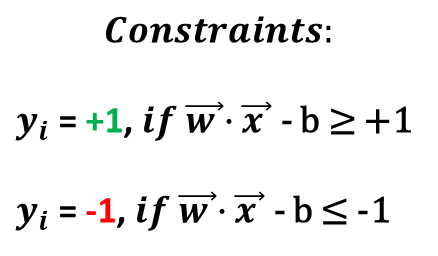 Constraints:
yᵢ = +1, if w⃗ · x⃗ - b ≥ +1
yᵢ = -1, if w⃗ · x⃗ - b ≤ -1